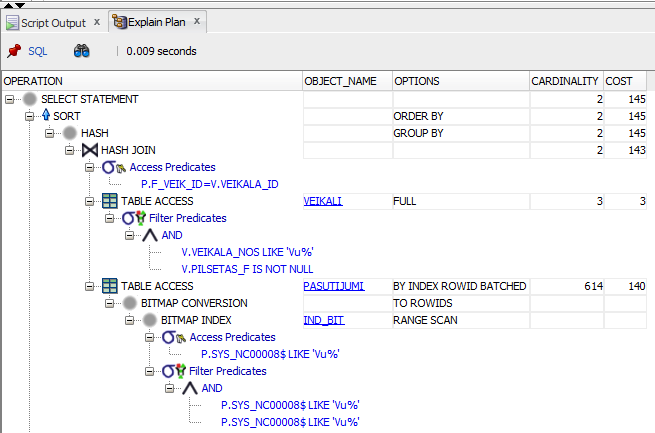 Script Output x Explain Plan x
SQL 0.009 seconds
OPERATION OBJECT_NAME OPTIONS CARDINALITY COST
SELECT STATEMENT 2 145
SORT ORDER BY 2 145
HASH GROUP BY 2 145
HASH JOIN 2 143
Access Predicates
P.F_VEIK_ID=V.VEIKALA_ID
TABLE ACCESS VEIKALI FULL 3 3
Filter Predicates
AND
V.VEIKALA_NOS LIKE 'Vu%'
V.PILSETAS_F IS NOT NULL
TABLE ACCESS PASUTIJUMI BY INDEX ROWID BATCHED 614 140
BITMAP CONVERSION TO ROWIDS
BITMAP INDEX IND_BIT RANGE SCAN
Access Predicates
P.SYS_NC00008$ LIKE 'Vu%'
Filter Predicates
AND
P.SYS_NC00008$ LIKE 'Vu%'
P.SYS_NC00008$ LIKE 'Vu%'